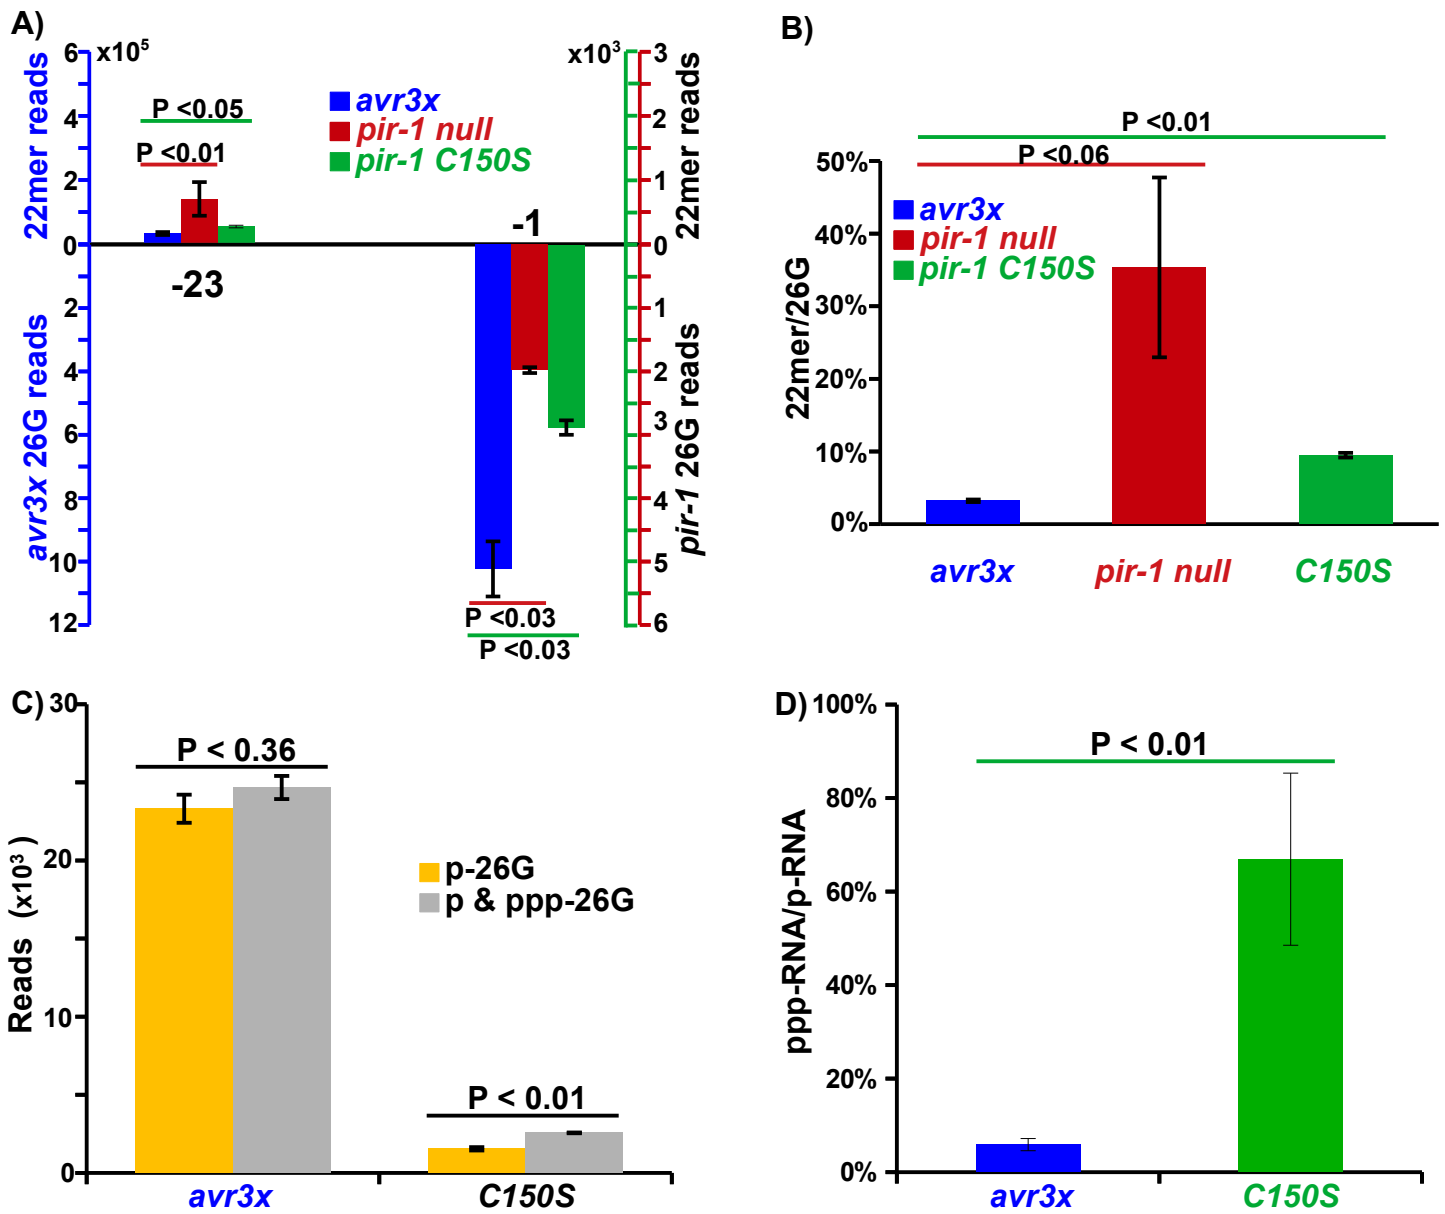 A)
x10⁵
x10³
22mer reads
avr3x 26G reads
6
4
2
0
2
4
6
8
10
12
P <0.05
P <0.01
avr3x
pir-1 null
pir-1 C150S
-23
-1
P <0.03
P <0.03
3
2
1
0
1
2
3
4
5
6
22mer reads
pir-1 26G reads
B)
P <0.01
P <0.06
50%
40%
30%
20%
10%
0%
22mer/26G
avr3x
pir-1 null
pir-1 C150S
avr3x
pir-1 null
C150S
C)
30
20
10
0
Reads (x10³ )
P < 0.36
p-26G
p & ppp-26G
P < 0.01
avr3x
C150S
D)
100%
80%
60%
40%
20%
0%
ppp-RNA/p-RNA
P < 0.01
avr3x
C150S